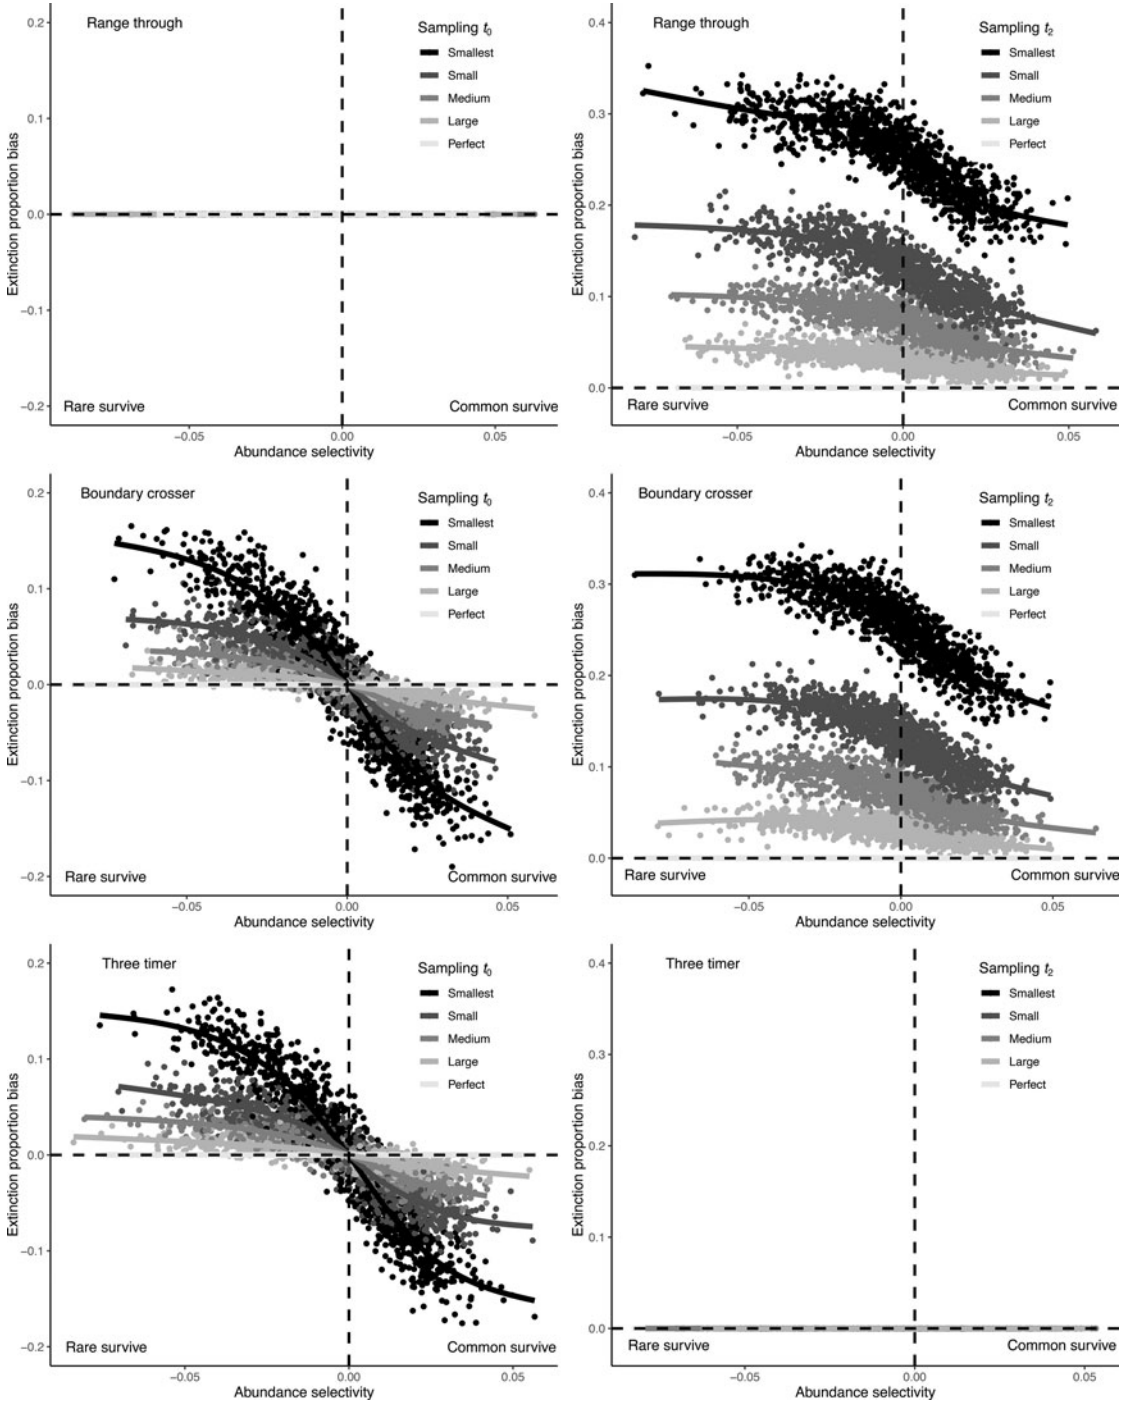 Range through
Sampling t0
Smallest
Small
Medium
Large
Perfect
0.2
0.1
0.0
−0.1
−0.2
Extinction proportion bias
Rare survive
Common survive
−0.05
0.00
0.05
Abundance selectivity
Range through
Sampling t2
Smallest
Small
Medium
Large
Perfect
0.4
0.3
0.2
0.1
0.0
Extinction proportion bias
Rare survive
Common survive
−0.05
0.00
0.05
Abundance selectivity
Boundary crosser
Sampling t0
Smallest
Small
Medium
Large
Perfect
0.2
0.1
0.0
−0.1
−0.2
Extinction proportion bias
Rare survive
Common survive
−0.05
0.00
0.05
Abundance selectivity
Boundary crosser
Sampling t2
Smallest
Small
Medium
Large
Perfect
0.4
0.3
0.2
0.1
0.0
Extinction proportion bias
Rare survive
Common survive
−0.05
0.00
0.05
Abundance selectivity
Three timer
Sampling t0
Smallest
Small
Medium
Large
Perfect
0.2
0.1
0.0
−0.1
−0.2
Extinction proportion bias
Rare survive
Common survive
−0.05
0.00
0.05
Abundance selectivity
Three timer
Sampling t2
Smallest
Small
Medium
Large
Perfect
0.4
0.3
0.2
0.1
0.0
Extinction proportion bias
Rare survive
Common survive
−0.05
0.00
0.05
Abundance selectivity